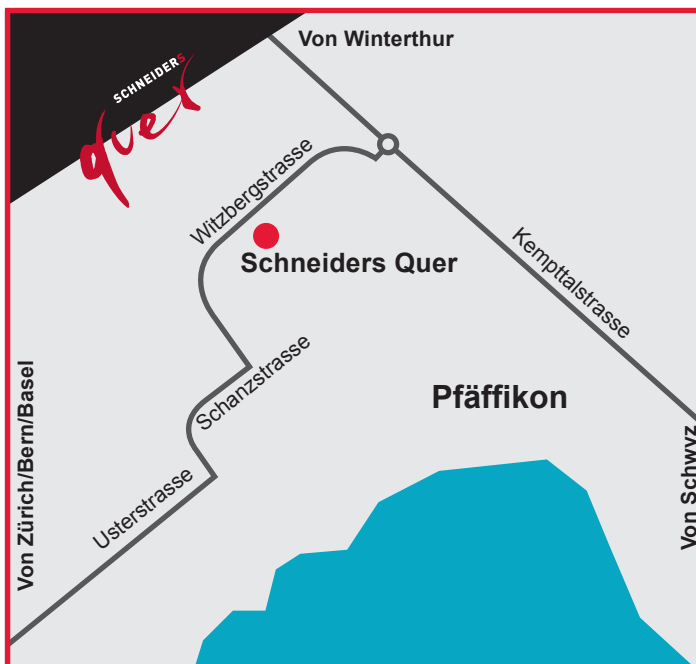 Von Winterthur
SCHNEIDERS
quer
Witzbergstrasse
Schneiders Quer
Kempttalstrasse
Schanzstrasse
Pfäffikon
Von Zürich/Bern/Basel
Usterstrasse
Von Schwyz